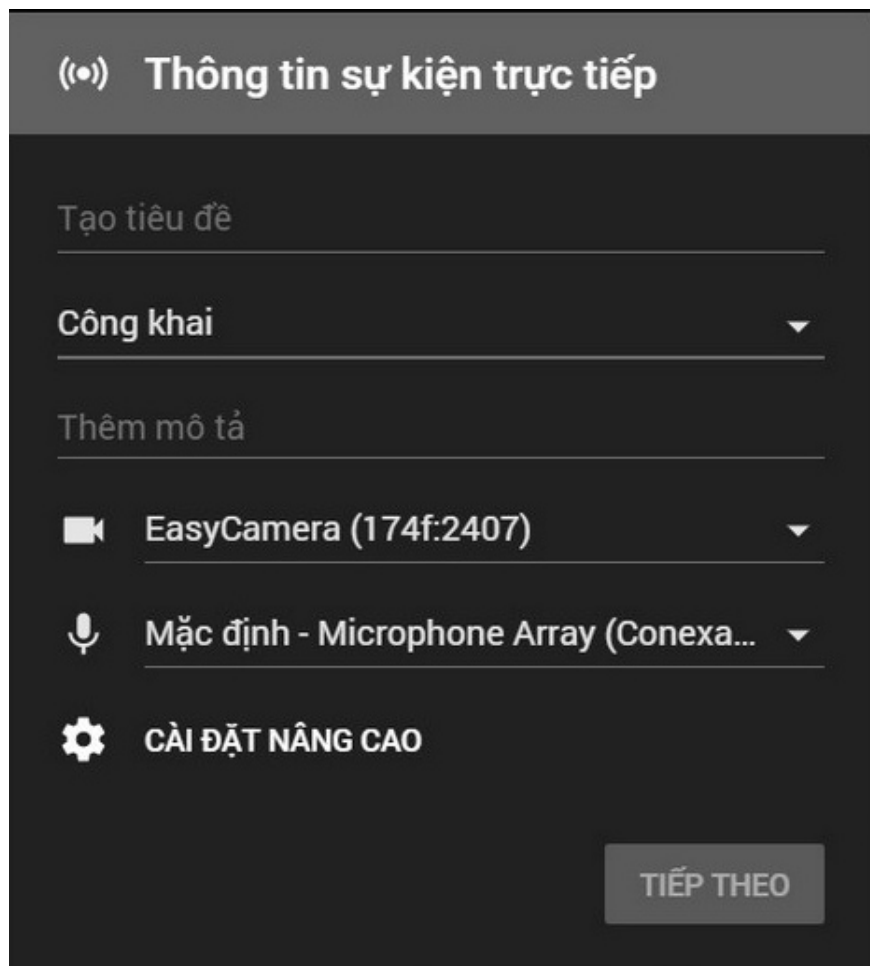 Thông tin sự kiện trực tiếp
Tạo tiêu đề
Công khai
Thêm mô tả
EasyCamera (174f:2407)
Mặc định - Microphone Array (Conexa...
CÀI ĐẶT NÂNG CAO
TIẾP THEO